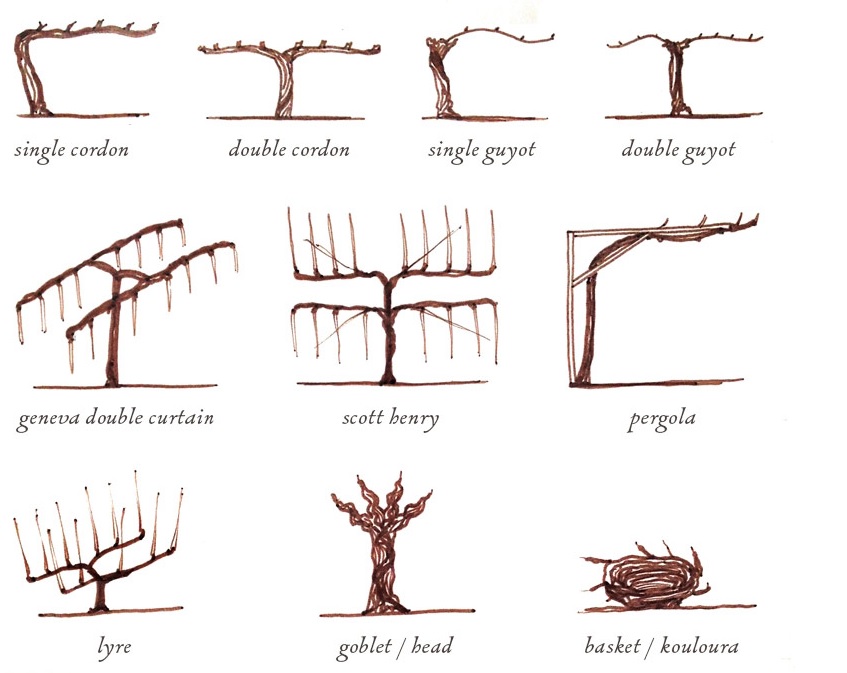 single cordon
double cordon
single guyot
double guyot
geneva double curtain
scott henry
pergola
lyre
goblet / head
basket / kouloura